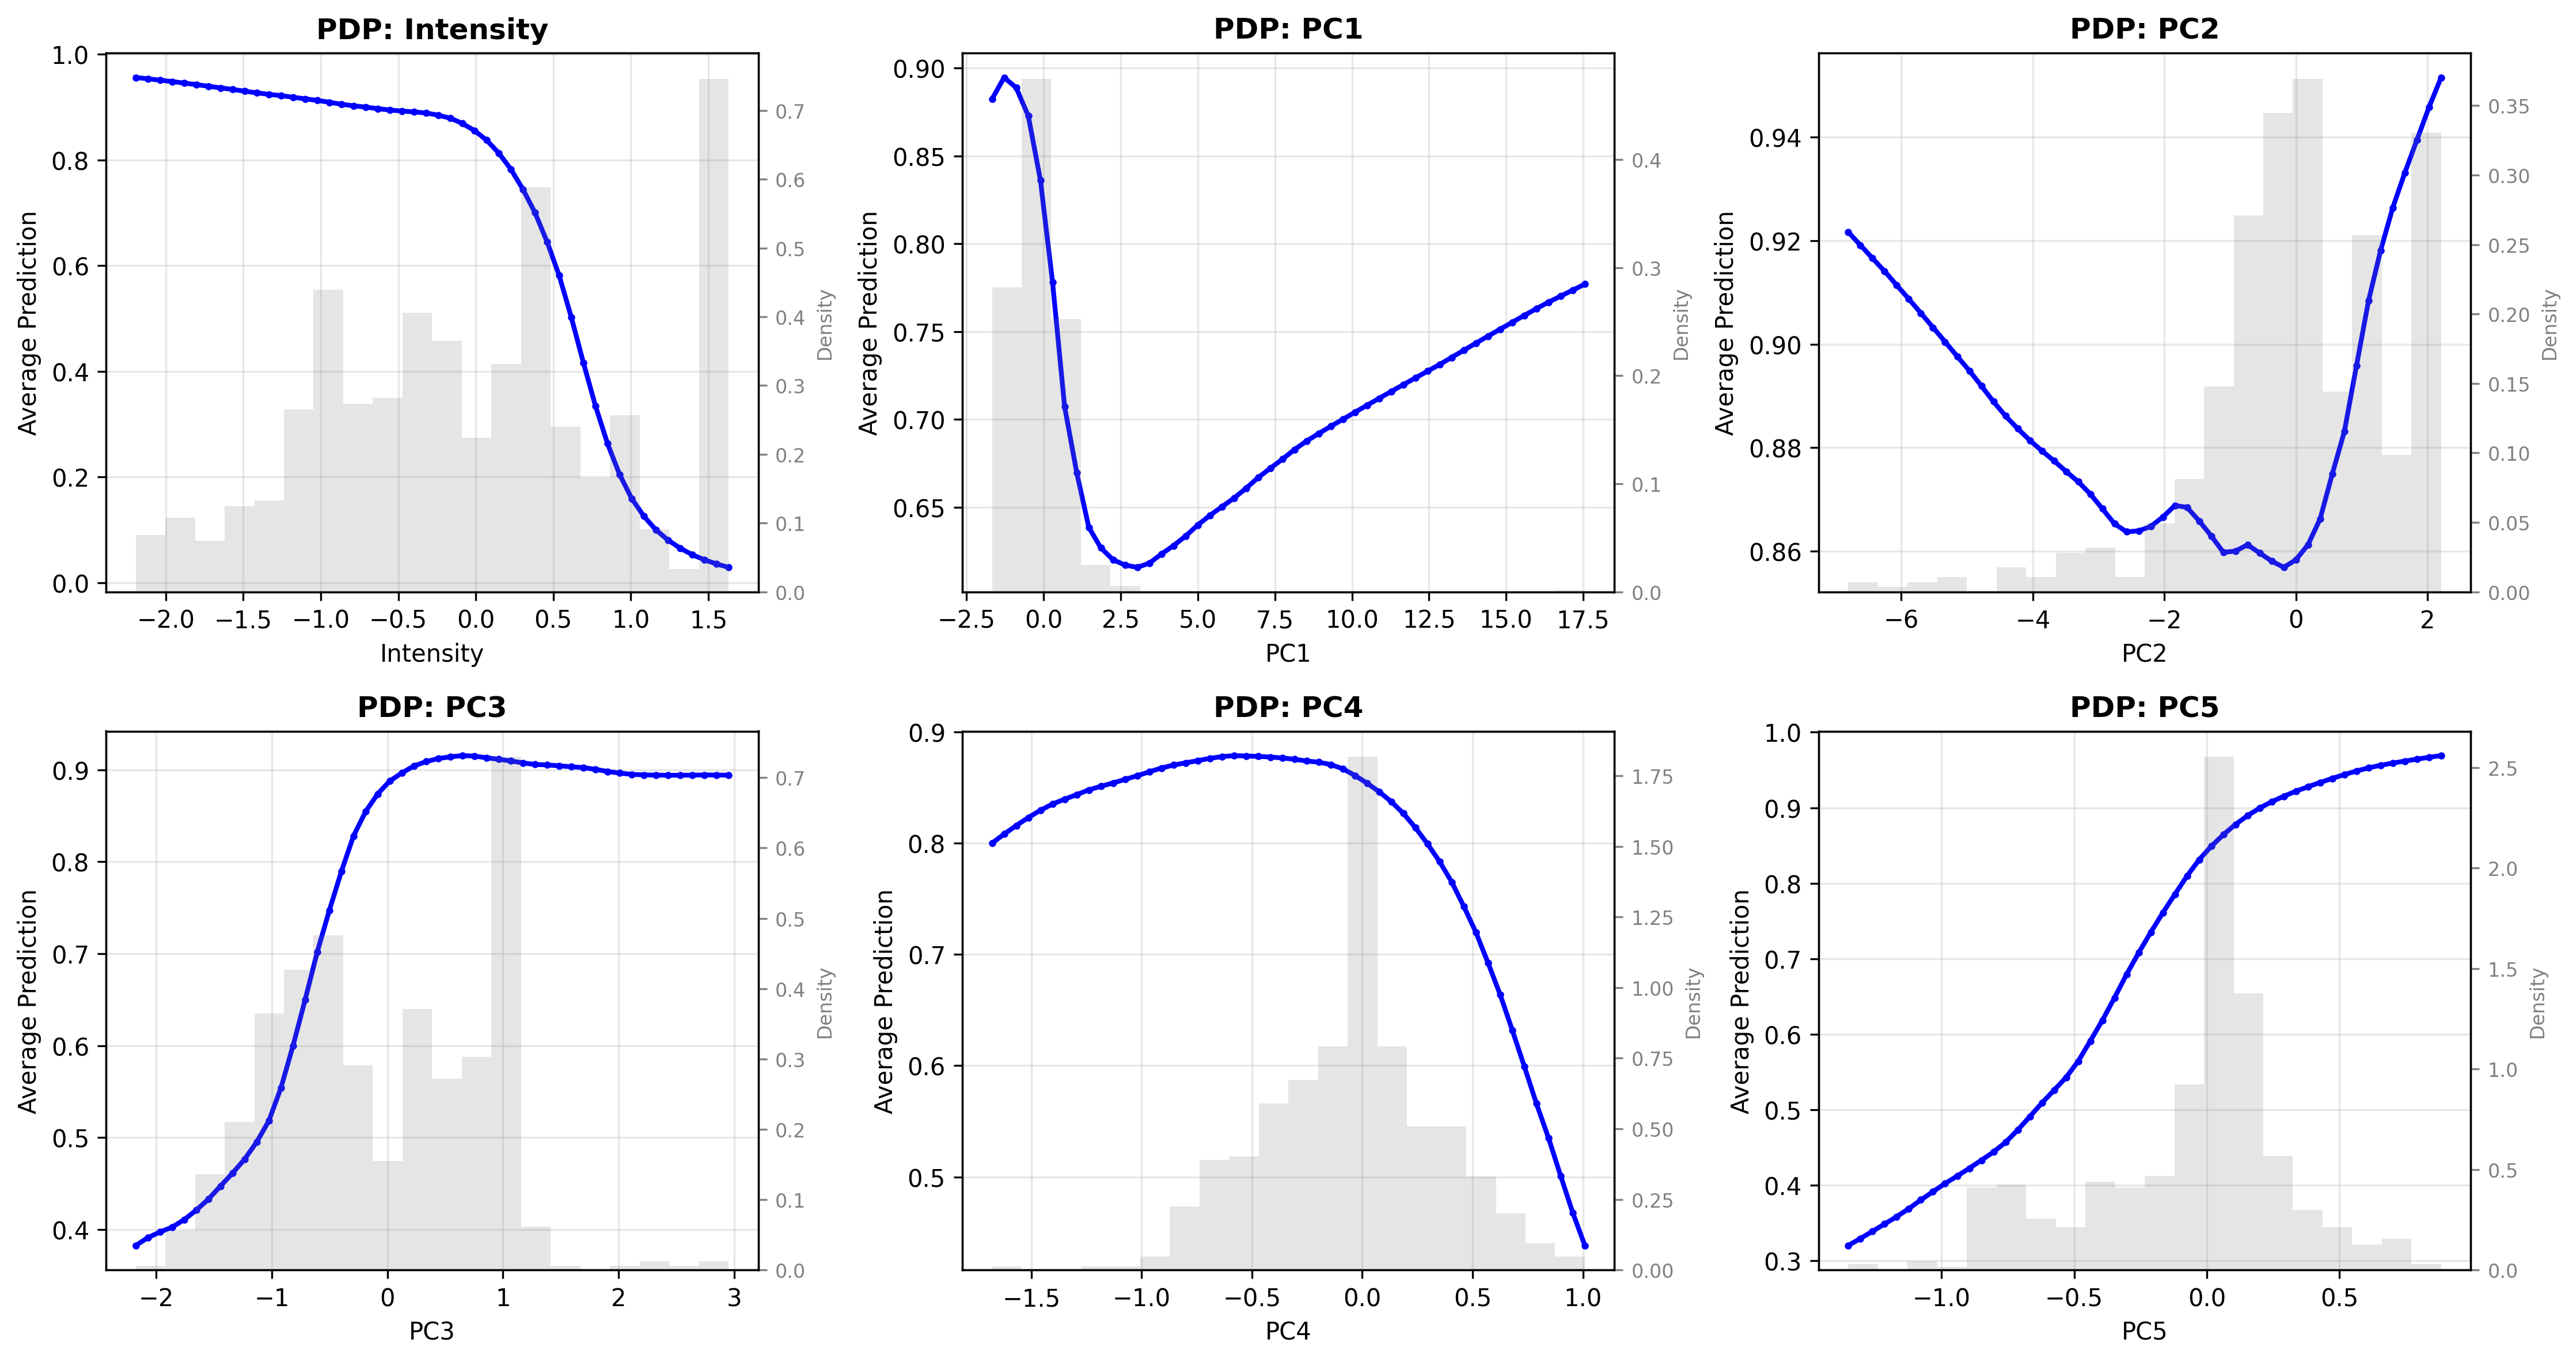 PDP: Intensity
1.0
0.8
0.6
0.4
0.2
0.0
Average Prediction
−2.0 −1.5 −1.0 −0.5 0.0 0.5 1.0 1.5
Intensity
0.7
0.6
0.5
0.4
0.3
0.2
0.1
0.0
Density
PDP: PC1
0.90
0.85
0.80
0.75
0.70
0.65
Average Prediction
−2.5 0.0 2.5 5.0 7.5 10.0 12.5 15.0 17.5
PC1
0.4
0.3
0.2
0.1
0.0
Density
PDP: PC2
0.94
0.92
0.90
0.88
0.86
Average Prediction
−6 −4 −2 0 2
PC2
0.35
0.30
0.25
0.20
0.15
0.10
0.05
0.00
Density
PDP: PC3
0.9
0.8
0.7
0.6
0.5
0.4
Average Prediction
−2 −1 0 1 2 3
PC3
0.7
0.6
0.5
0.4
0.3
0.2
0.1
0.0
Density
PDP: PC4
0.9
0.8
0.7
0.6
0.5
Average Prediction
−1.5 −1.0 −0.5 0.0 0.5 1.0
PC4
1.75
1.50
1.25
1.00
0.75
0.50
0.25
0.00
Density
PDP: PC5
1.0
0.9
0.8
0.7
0.6
0.5
0.4
0.3
Average Prediction
−1.0 −0.5 0.0 0.5
PC5
2.5
2.0
1.5
1.0
0.5
0.0
Density